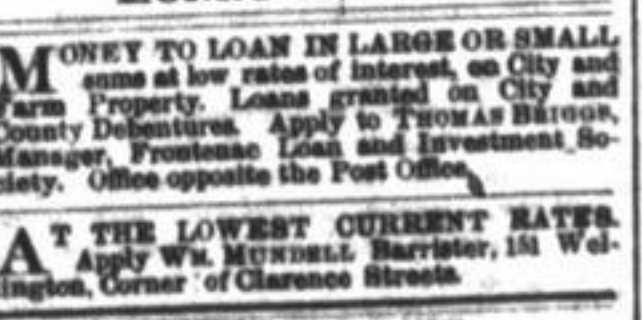 MONEY TO LOAN IN LARGE OR SMALL
sums at low rates of interest, on City and
Farm Property. Loans granted on City and
County Debentures. Apply to THOMAS BRIGGS,
Manager, Frontenac Loan and Investment So-
ciety. Office opposite the Post Office.
AT THE LOWEST CURRENT RATES.
Apply WM. MUNDELL Barrister, 151 Wel-
lington, Corner of Clarence Streets